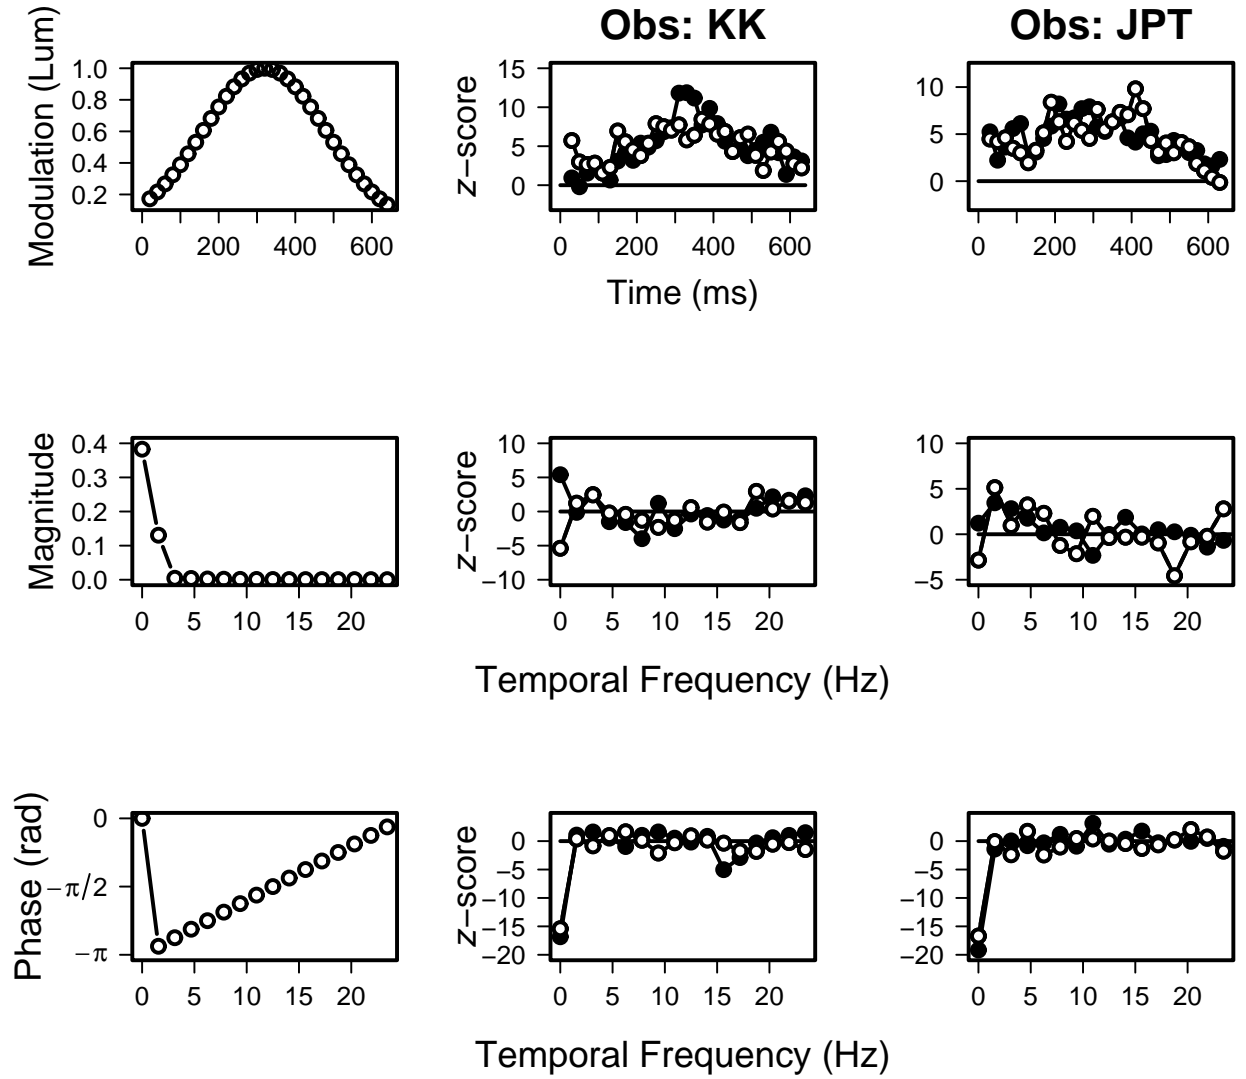 Obs: KK
Obs: JPT
Modulation (Lum)
1.0
0.8
0.6
0.4
0.2
0 200 400 600
z−score
15
10
5
0
0 200 400 600
Time (ms)
10
5
0
0 200 400 600
Magnitude
0.4
0.3
0.2
0.1
0.0
0 5 10 15 20
z−score
10
5
0
−5
−10
0 5 10 15 20
10
5
0
−5
0 5 10 15 20
Temporal Frequency (Hz)
Phase (rad)
0
−π/2
−π
0 5 10 15 20
z−score
0
−5
−10
−15
−20
0 5 10 15 20
0
−5
−10
−15
−20
0 5 10 15 20
Temporal Frequency (Hz)